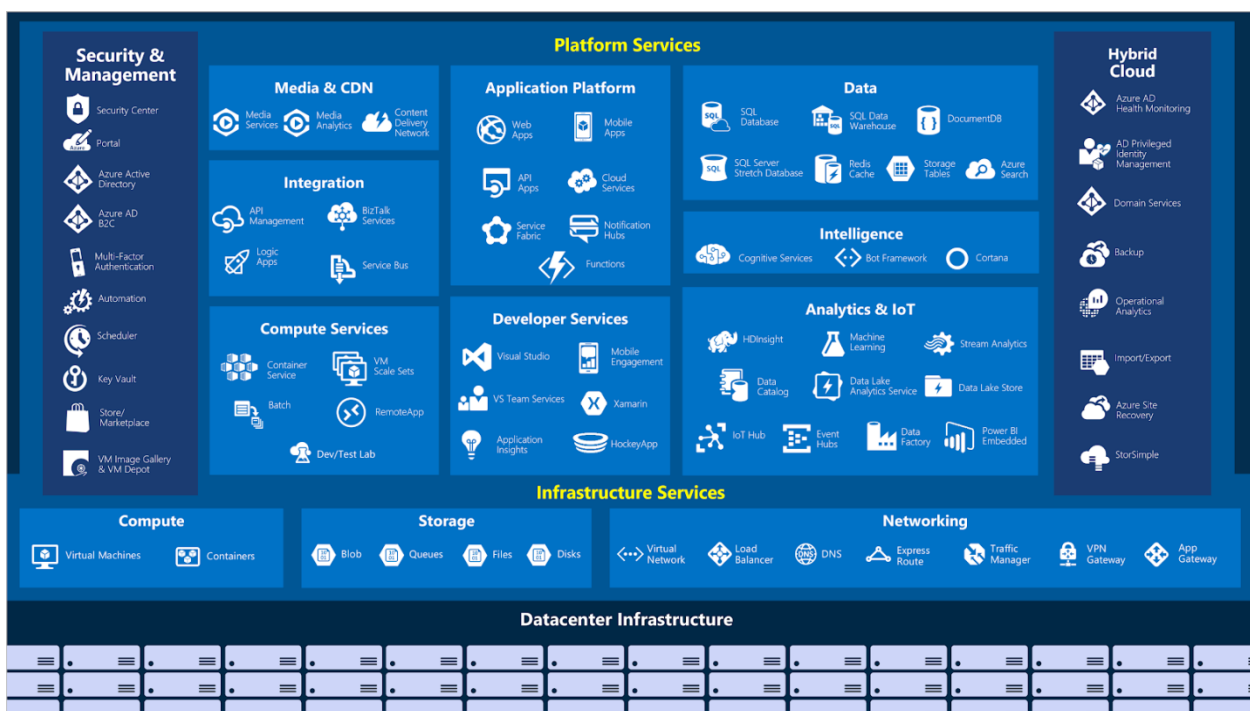 Platform Services
Security &
Management
Security Center
Portal
Azure
Azure Active
Directory
Azure AD
B2C
Multi-Factor
Authentication
Automation
Scheduler
Key Vault
Store/
Marketplace
VM Image Gallery
& VM Depot
Media & CDN
Media
Services
Media
Analytics
Content
Delivery
Network
Integration
API
Management
BizTalk
Services
Logic
Apps
Service Bus
Compute Services
Container
Service
VM
Scale Sets
Batch
RemoteApp
Dev/Test Lab
Application Platform
Web
Apps
Mobile
Apps
API
Apps
Cloud
Services
Service
Fabric
Notification
Hubs
Functions
Developer Services
Visual Studio
Mobile
Engagement
VS Team Services
Xamarin
Application
Insights
HockeyApp
Data
SQL
SQL
Database
SQL
SQL Data
Warehouse
DocumentDB
SQL
SQL Server
Stretch Database
Redis
Cache
Storage
Tables
Azure
Search
Intelligence
Cognitive Services
Bot Framework
Cortana
Analytics & IoT
HDInsight
Machine
Learning
Stream Analytics
Data
Catalog
Data Lake
Analytics Service
Data Lake Store
IoT Hub
Event
Hubs
Data
Factory
Power BI
Embedded
Hybrid
Cloud
Azure AD
Health Monitoring
AD Privileged
Identity
Management
Domain Services
Backup
Operational
Analytics
Import/Export
Azure Site
Recovery
StorSimple
Infrastructure Services
Compute
Virtual Machines
Containers
Storage
Blob
Queues
Files
Disks
Networking
Virtual
Network
Load
Balancer
DNS
DNS
Express
Route
Traffic
Manager
VPN
Gateway
App
Gateway
Datacenter Infrastructure